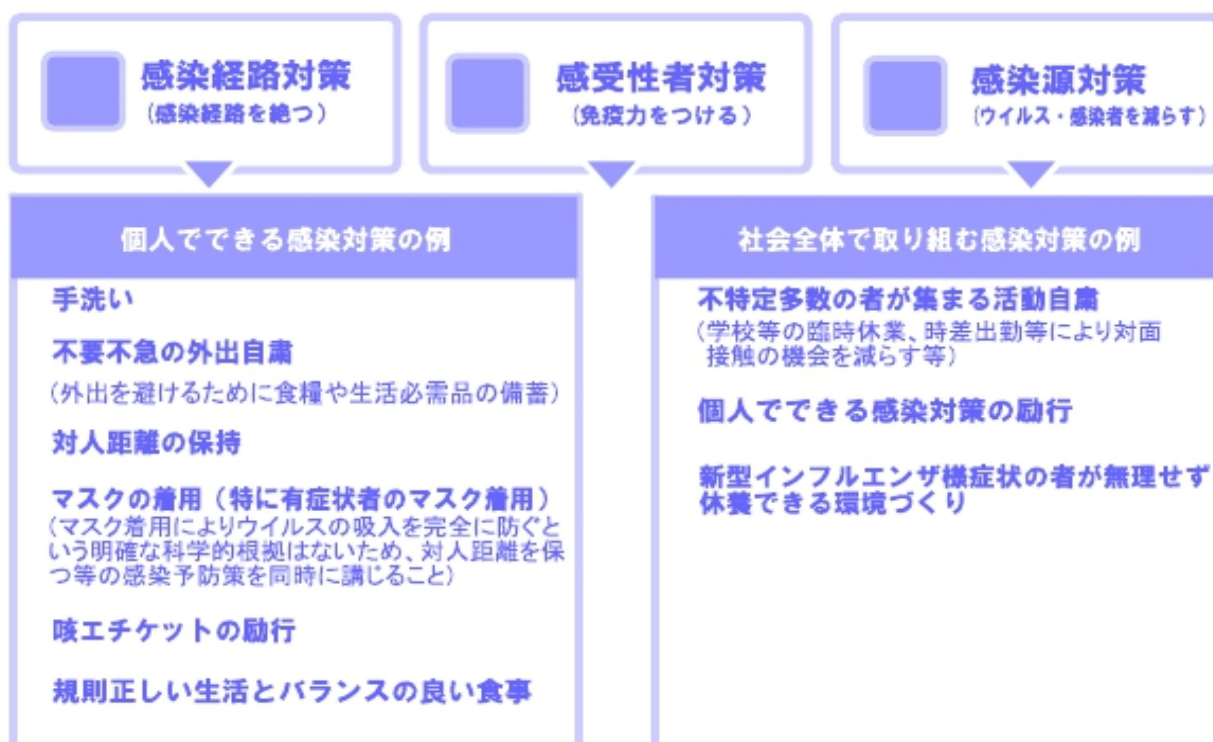 感染経路対策
(感染経路を絶つ)
感受性者対策
(免疫力をつける)
感染源対策
(ウイルス・感染者を減らす)
個人でできる感染対策の例
手洗い
不要不急の外出自粛
(外出を避けるために食糧や生活必需品の備蓄)
対人距離の保持
マスクの着用(特に有症状者のマスク着用)
(マスク着用によりウイルスの吸入を完全に防ぐと
いう明確な科学的根拠はないため、対人距離を保
つ等の感染予防策を同時に講じること)
咳エチケットの励行
規則正しい生活とバランスの良い食事
社会全体で取り組む感染対策の例
不特定多数の者が集まる活動自粛
(学校等の臨時休業、時差出勤等により対面
接触の機会を減らす等)
個人でできる感染対策の励行
新型インフルエンザ様症状の者が無理せず
休養できる環境づくり